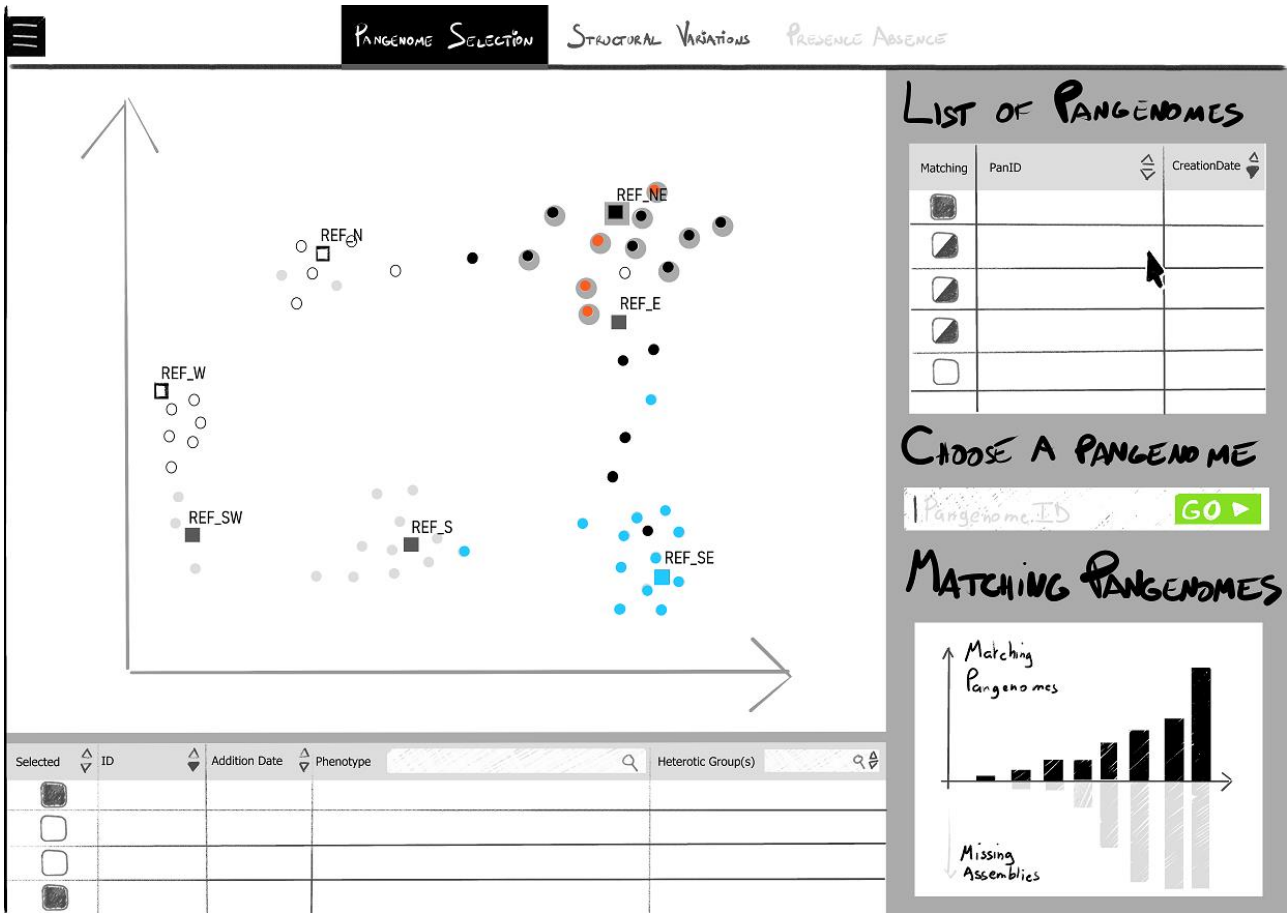 PANGENOME SELECTION
STRUCTURAL VARIATIONS
PRESENCE ABSENCE
REF_NE
REF_N
REF_E
REF_W
REF_SW
REF_S
REF_SE
LIST OF PANGENOMES
Matching PanID CreationDate
CHOOSE A PANGENOME
Pangenome ID GO
MATCHING PANGENOMES
Matching
Pangenomes
Missing
Assemblies
Selected ID Addition Date Phenotype Heterotic Group(s)